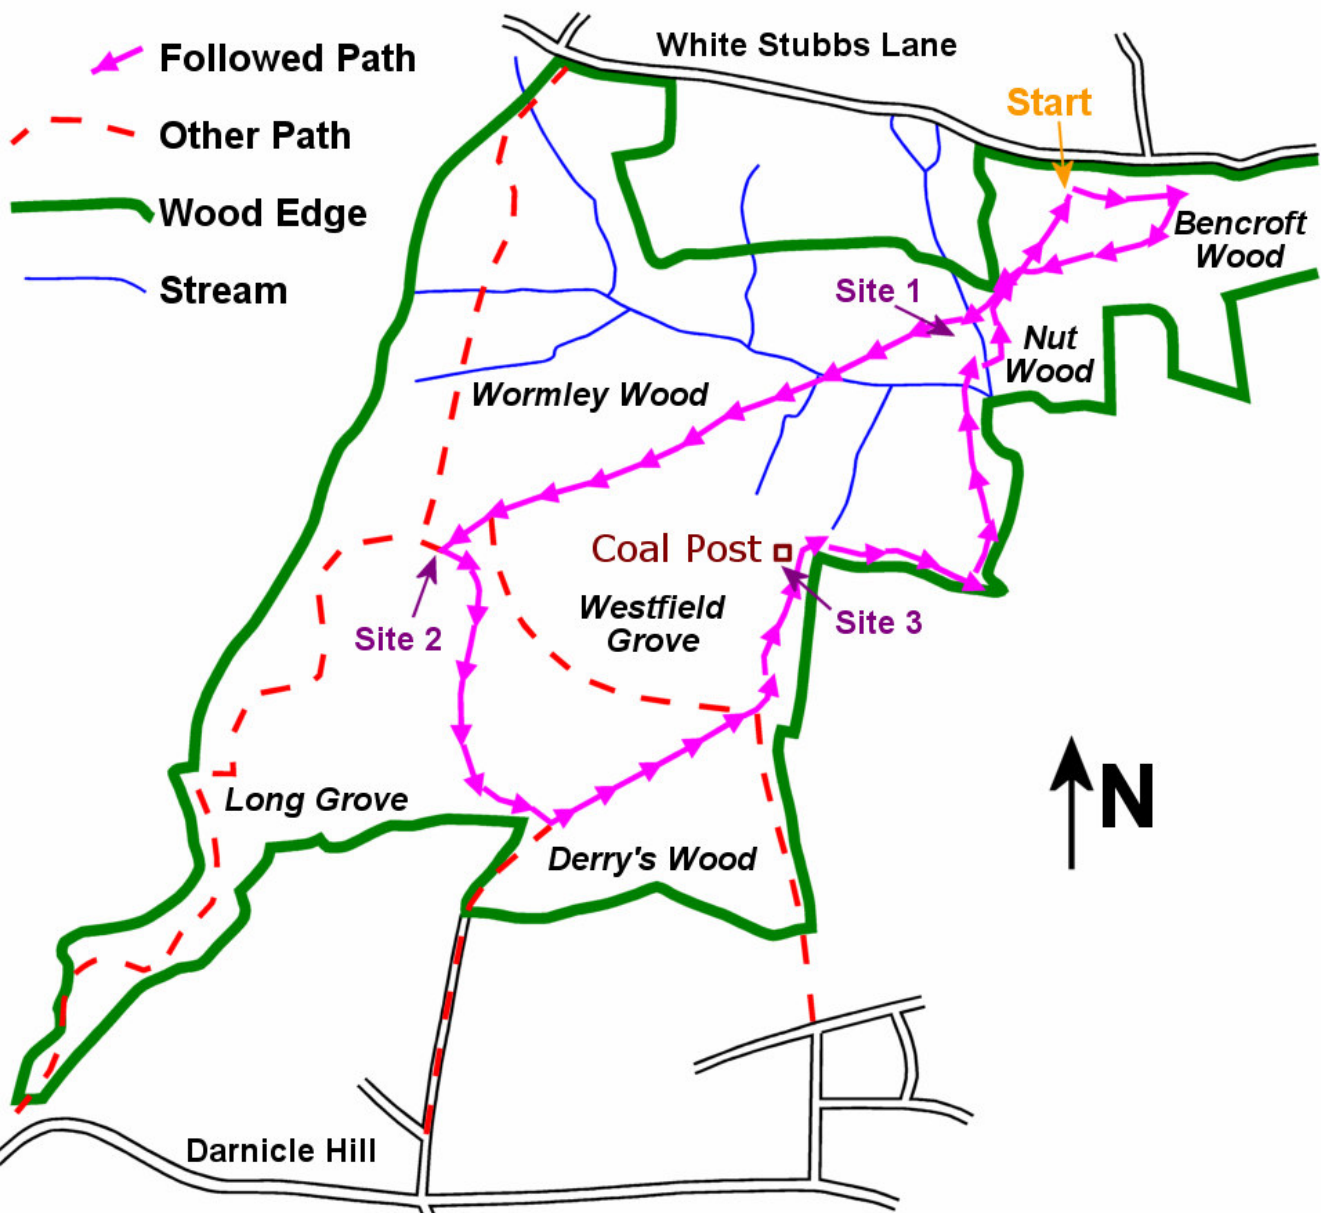 Followed Path
Other Path
Wood Edge
Stream
White Stubbs Lane
Start
Bencroft
Wood
Site 1
Nut
Wood
Wormley Wood
Coal Post
Westfield
Grove
Site 3
Site 2
Long Grove
N
Derry's Wood
Darnicle Hill